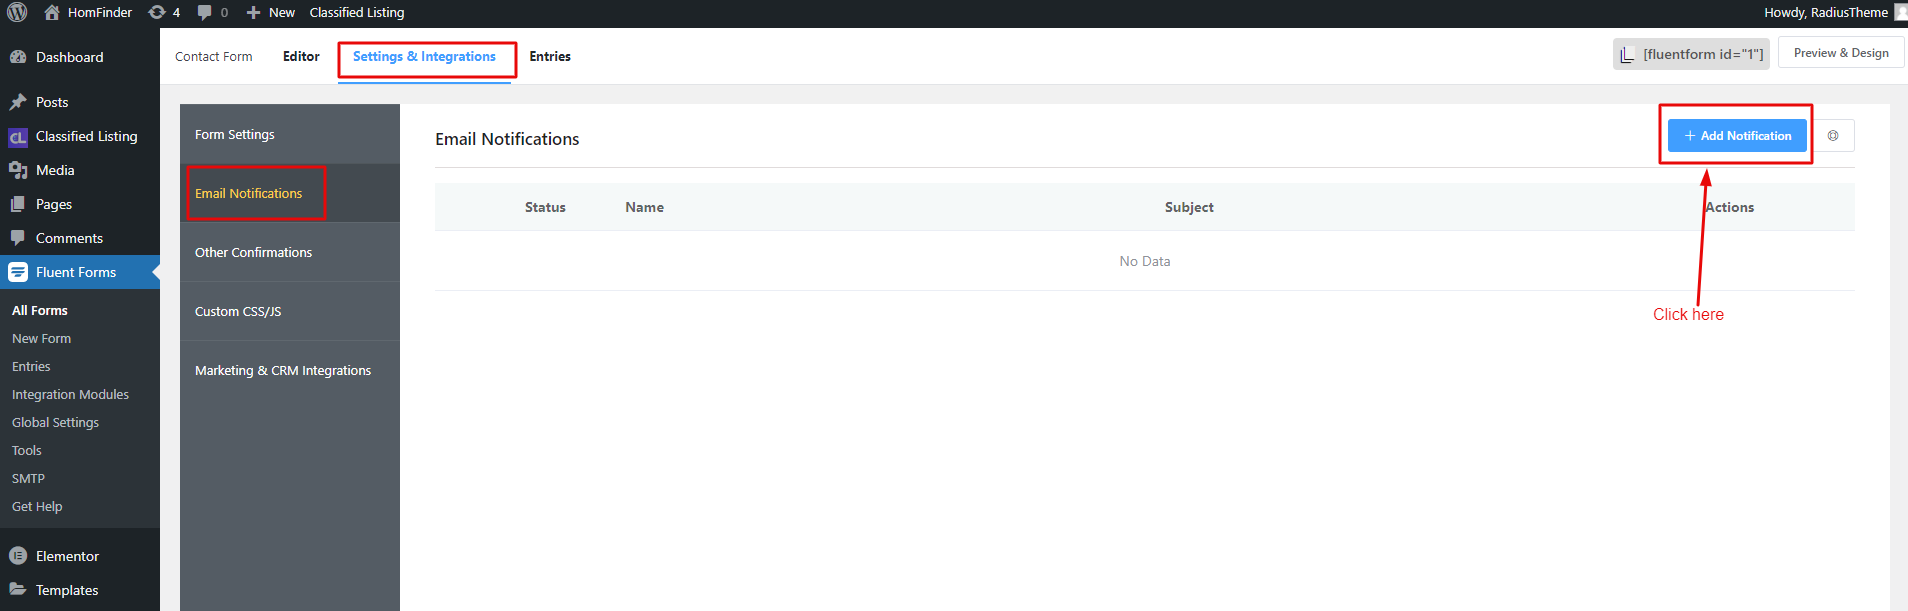 HomFinder 4 0 New Classified Listing Howdy, RadiusTheme
Dashboard
Posts
Classified Listing
Media
Pages
Comments
Fluent Forms
All Forms
New Form
Entries
Integration Modules
Global Settings
Tools
SMTP
Get Help
Elementor
Templates
Contact Form Editor Settings & Integrations Entries [fluentform id="1"] Preview & Design
Form Settings
Email Notifications
Other Confirmations
Custom CSS/JS
Marketing & CRM Integrations
Email Notifications + Add Notification
Status Name Subject Actions
No Data
Click here